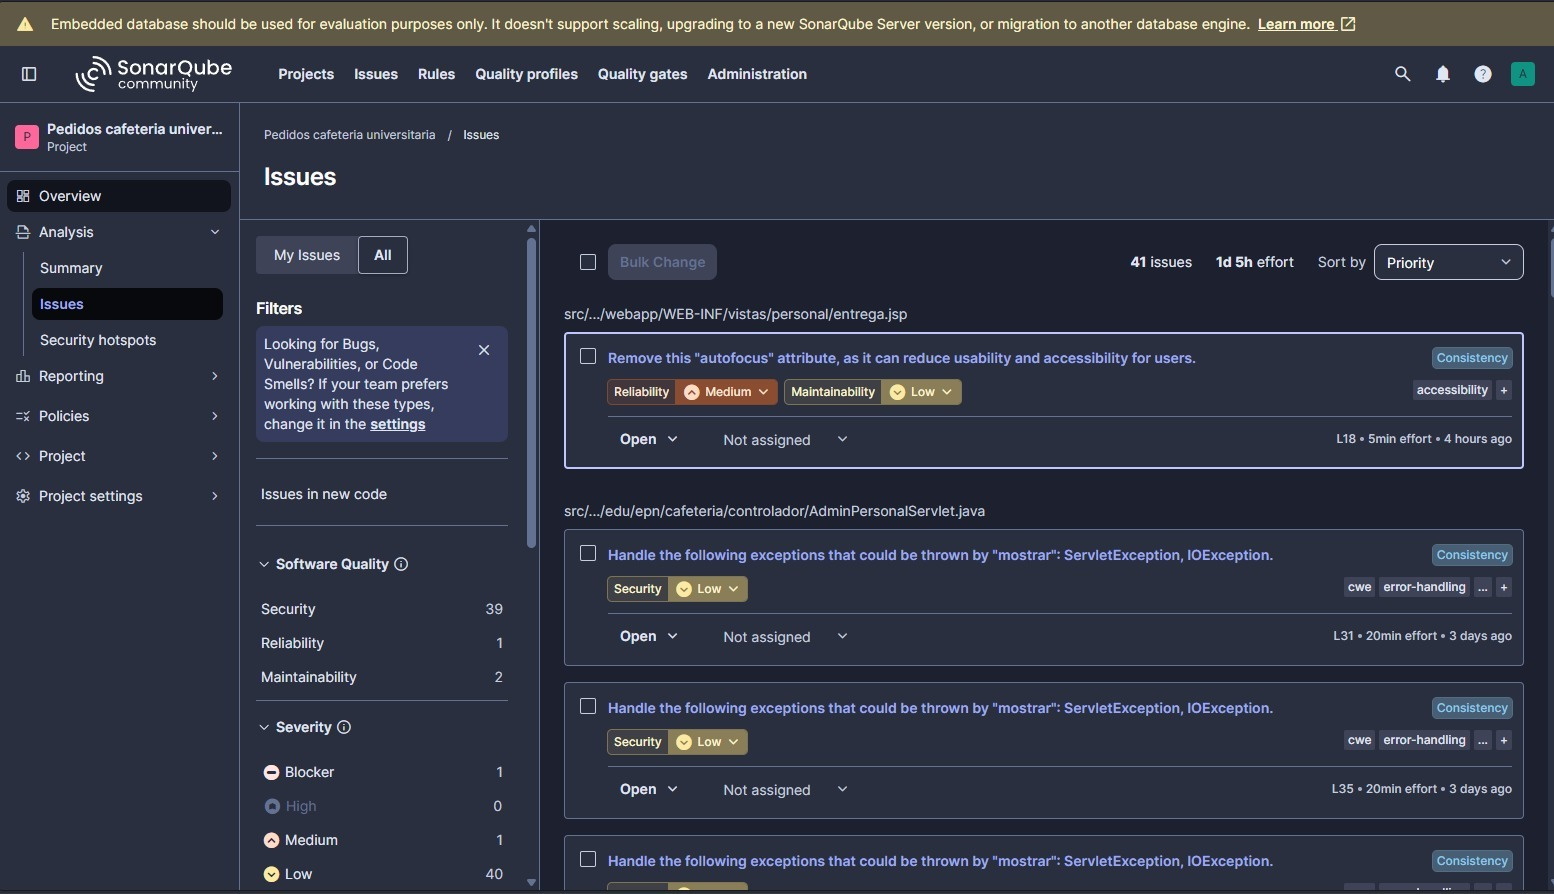 Embedded database should be used for evaluation purposes only. It doesn't support scaling, upgrading to a new SonarQube Server version, or migration to another database engine. Learn more
SonarQube community
Projects Issues Rules Quality profiles Quality gates Administration
? A
P
Pedidos cafeteria univer...
Project
Overview
Analysis
Summary
Issues
Security hotspots
Reporting
Policies
Project
Project settings
Pedidos cafeteria universitaria / Issues
Issues
My Issues All
Filters
Looking for Bugs,
Vulnerabilities, or Code
Smells? If your team prefers
working with these types,
change it in the settings
Issues in new code
Software Quality
Security 39
Reliability 1
Maintainability 2
Severity
Blocker 1
High 0
Medium 1
Low 40
Bulk Change
41 issues 1d 5h effort Sort by Priority
src/.../webapp/WEB-INF/vistas/personal/entrega.jsp
Remove this "autofocus" attribute, as it can reduce usability and accessibility for users. Consistency
Reliability Medium Maintainability Low accessibility +
Open Not assigned L18 • 5min effort • 4 hours ago
src/.../edu/epn/cafeteria/controlador/AdminPersonalServlet.java
Handle the following exceptions that could be thrown by "mostrar": ServletException, IOException. Consistency
Security Low cwe error-handling ... +
Open Not assigned L31 • 20min effort • 3 days ago
Handle the following exceptions that could be thrown by "mostrar": ServletException, IOException. Consistency
Security Low cwe error-handling ... +
Open Not assigned L35 • 20min effort • 3 days ago
Handle the following exceptions that could be thrown by "mostrar": ServletException, IOException. Consistency